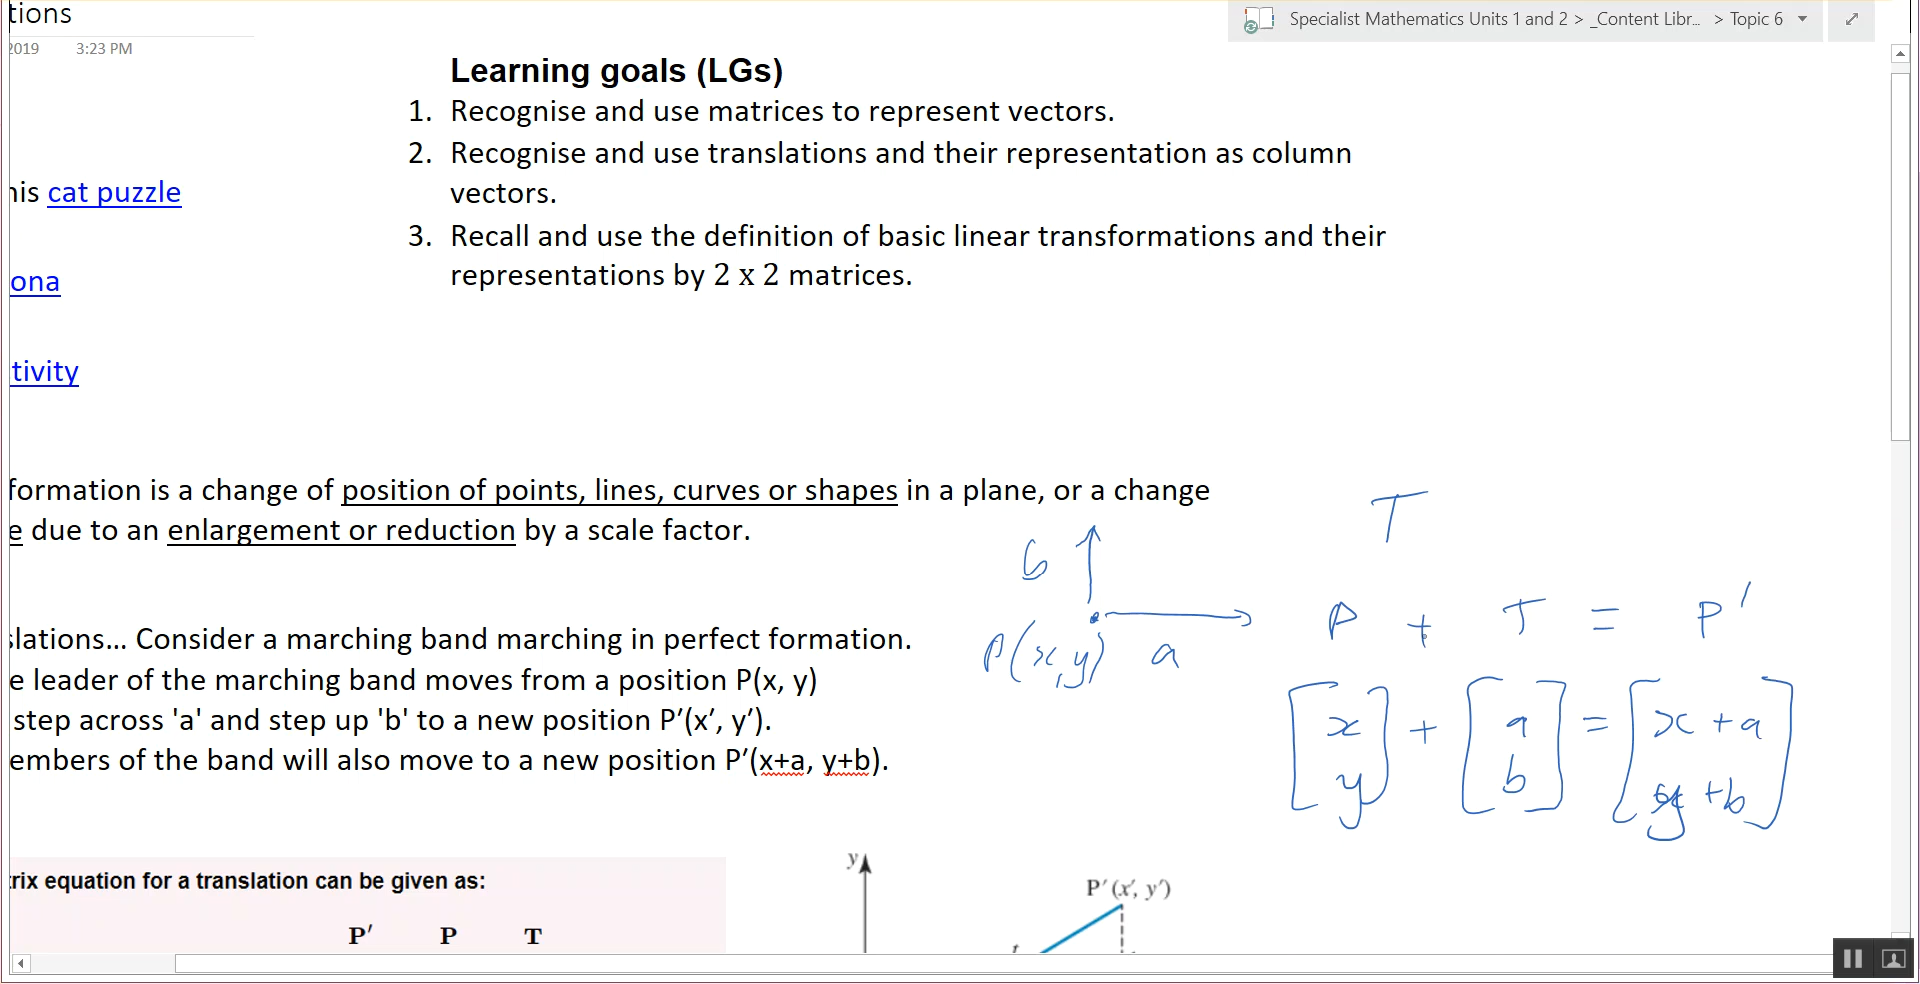 tions
Specialist Mathematics Units 1 and 2 > _Content Libr... > Topic 6
2019 3:23 PM
Learning goals (LGs)
1. Recognise and use matrices to represent vectors.
2. Recognise and use translations and their representation as column
vectors.
his cat puzzle
3. Recall and use the definition of basic linear transformations and their
representations by 2 x 2 matrices.
ona
tivity
formation is a change of position of points, lines, curves or shapes in a plane, or a change
e due to an enlargement or reduction by a scale factor.
T
b
P + T = P'
P(x,y) a
slations... Consider a marching band marching in perfect formation.
e leader of the marching band moves from a position P(x, y)
step across 'a' and step up 'b' to a new position P′(x′, y′).
embers of the band will also move to a new position P′(x+a, y+b).
[x] + [a] = [x + a]
[y] [b] [y + b]
trix equation for a translation can be given as:
P′ P T
y
P′ (x′, y′)